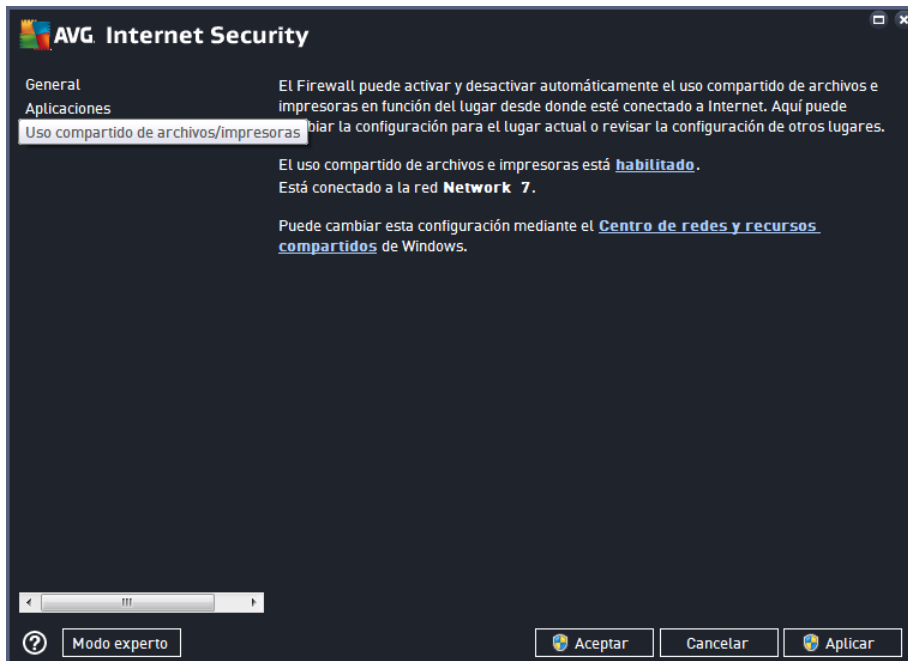 AVG Internet Security
General
Aplicaciones
Uso compartido de archivos/impresoras
El Firewall puede activar y desactivar automáticamente el uso compartido de archivos e
impresoras en función del lugar desde donde esté conectado a Internet. Aquí puede
biar la configuración para el lugar actual o revisar la configuración de otros lugares.
El uso compartido de archivos e impresoras está habilitado.
Está conectado a la red Network 7.
Puede cambiar esta configuración mediante el Centro de redes y recursos
compartidos de Windows.
? Modo experto
Aceptar
Cancelar
Aplicar